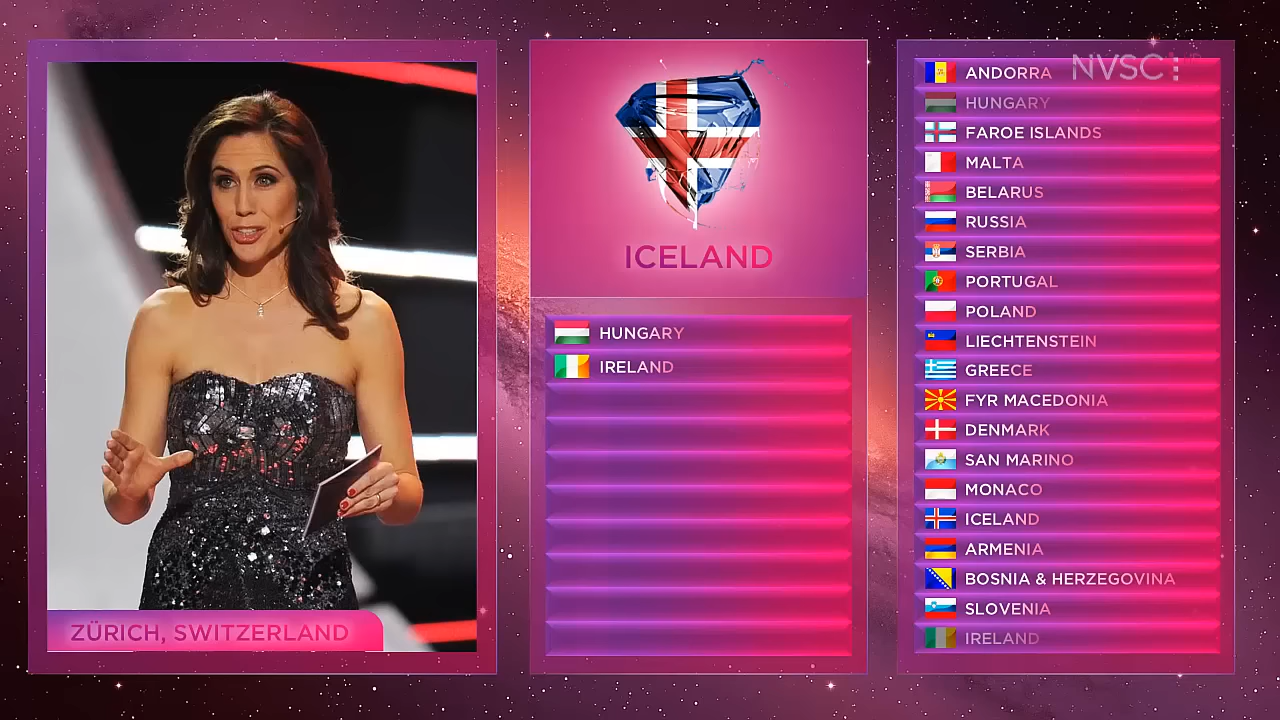 ZÜRICH, SWITZERLAND
ICELAND
HUNGARY
IRELAND
NVSC
ANDORRA
HUNGARY
FAROE ISLANDS
MALTA
BELARUS
RUSSIA
SERBIA
PORTUGAL
POLAND
LIECHTENSTEIN
GREECE
FYR MACEDONIA
DENMARK
SAN MARINO
MONACO
ICELAND
ARMENIA
BOSNIA & HERZEGOVINA
SLOVENIA
IRELAND